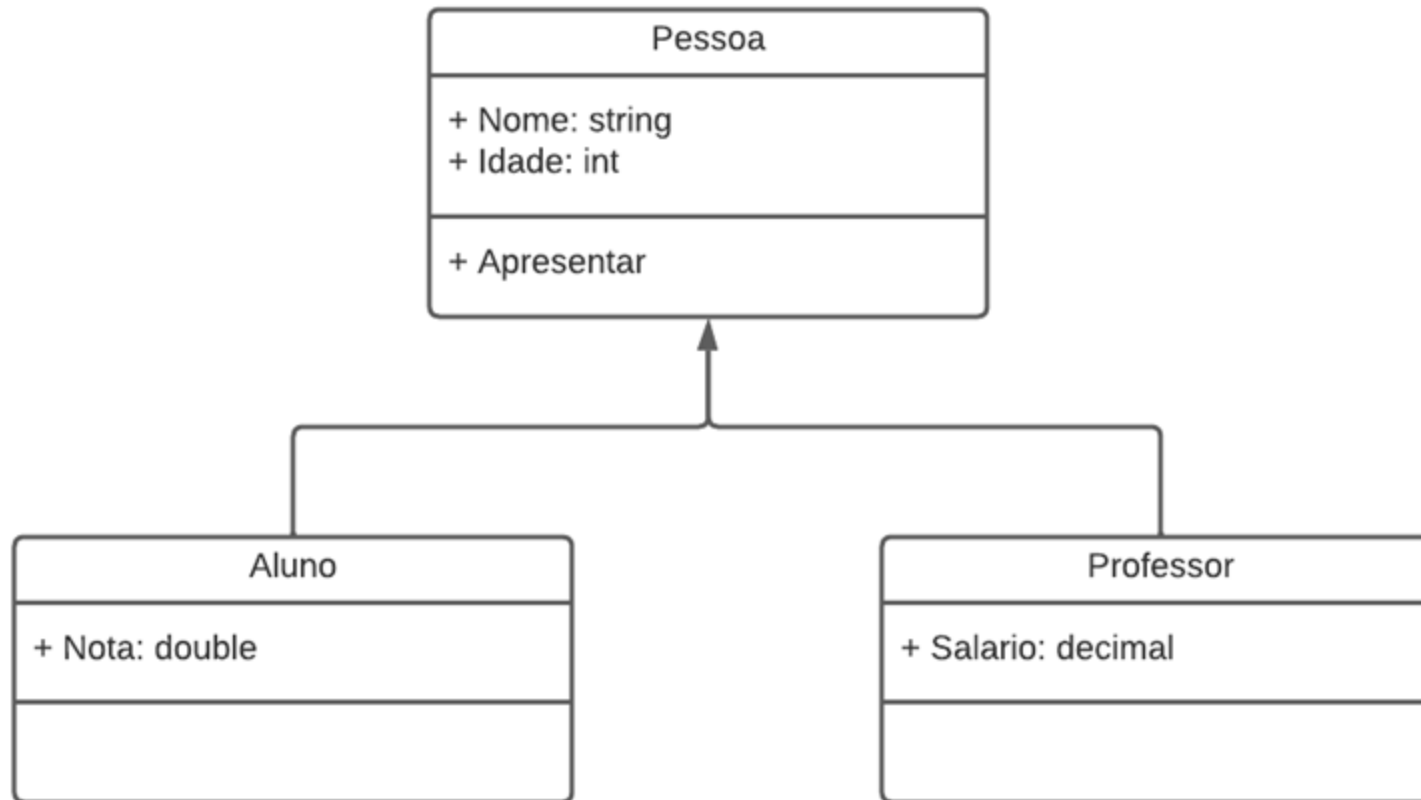 Pessoa
+ Nome: string
+ Idade: int
+ Apresentar
Aluno
+ Nota: double
Professor
+ Salario: decimal